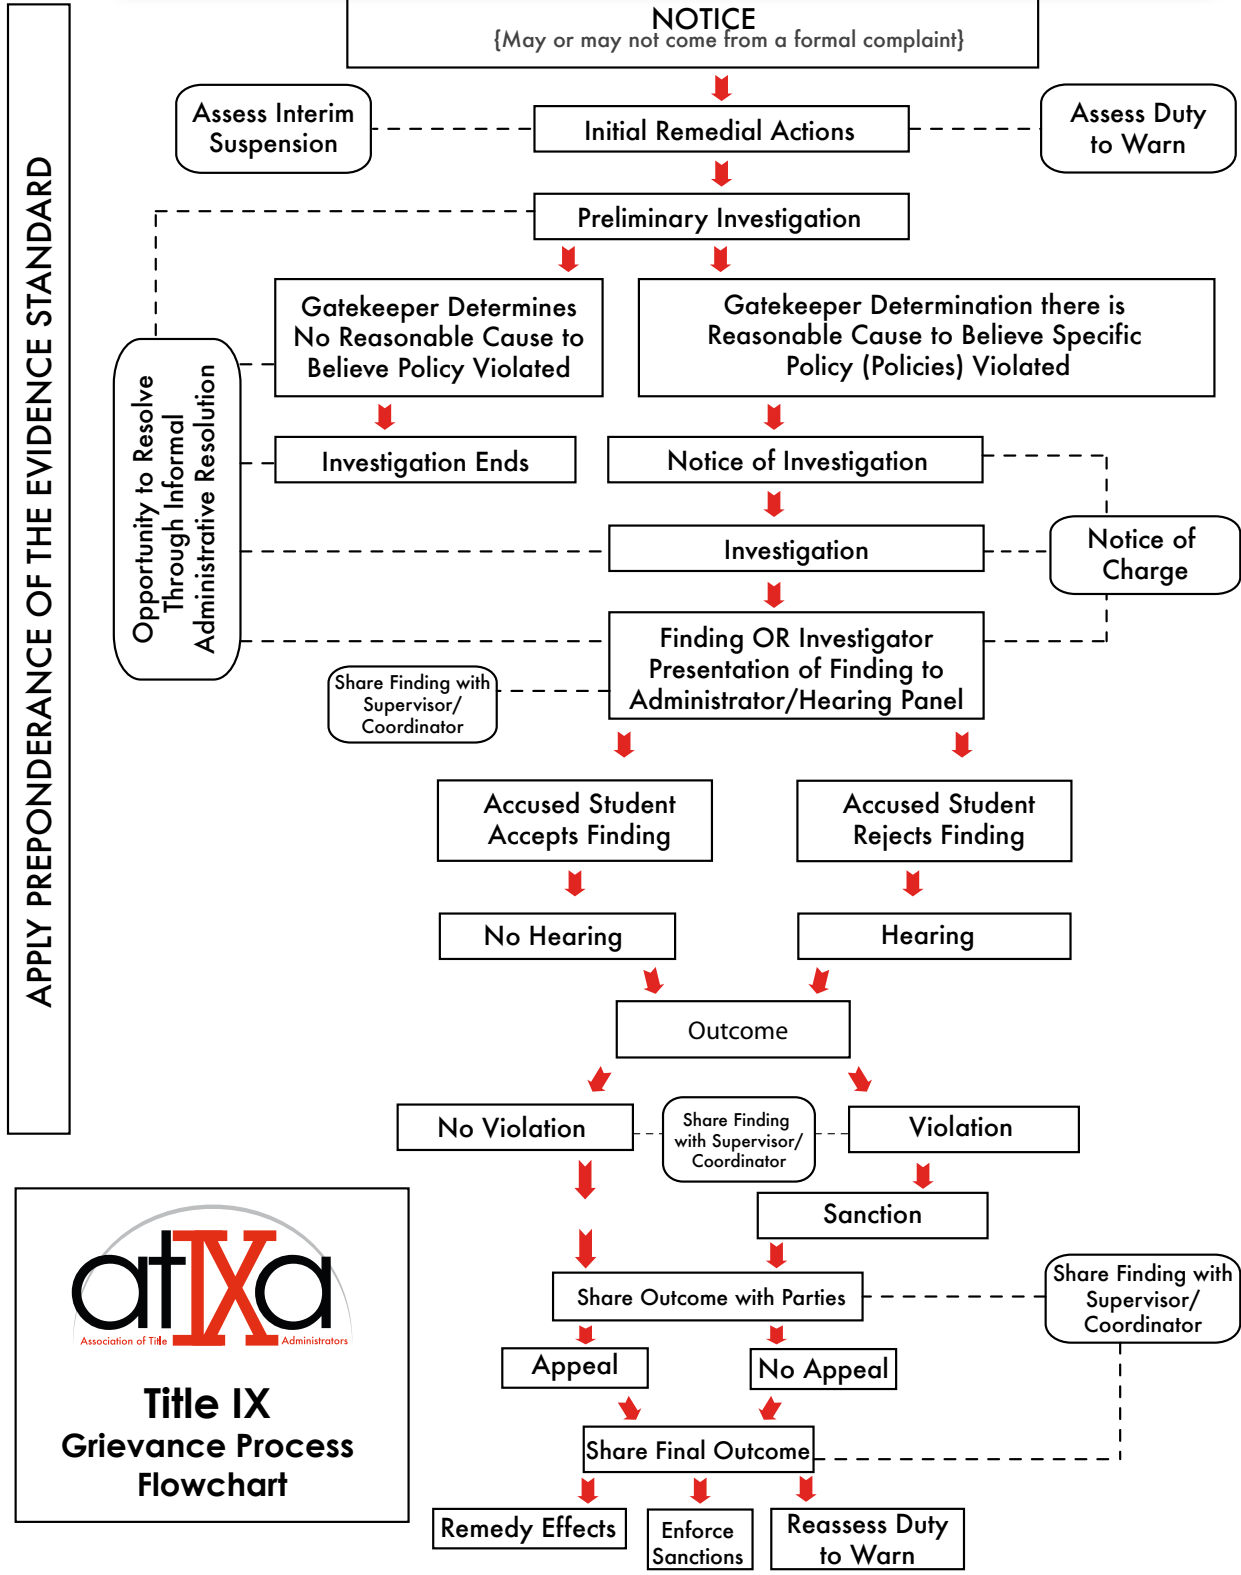 NOTICE
{May or may not come from a formal complaint}
Assess Interim
Suspension
Initial Remedial Actions
Assess Duty
to Warn
Preliminary Investigation
Gatekeeper Determines
No Reasonable Cause to
Believe Policy Violated
Gatekeeper Determination there is
Reasonable Cause to Believe Specific
Policy (Policies) Violated
Opportunity to Resolve
Through Informal
Administrative Resolution
Investigation Ends
Notice of Investigation
Investigation
Notice of
Charge
Finding OR Investigator
Presentation of Finding to
Administrator/Hearing Panel
Share Finding with
Supervisor/
Coordinator
Accused Student
Accepts Finding
Accused Student
Rejects Finding
No Hearing
Hearing
Outcome
No Violation
Share Finding
with Supervisor/
Coordinator
Violation
Sanction
Share Outcome with Parties
Share Finding with
Supervisor/
Coordinator
Appeal
No Appeal
Share Final Outcome
Remedy Effects
Enforce
Sanctions
Reassess Duty
to Warn
APPLY PREPONDERANCE OF THE EVIDENCE STANDARD
atIXa
Association of Title Administrators
Title IX
Grievance Process
Flowchart